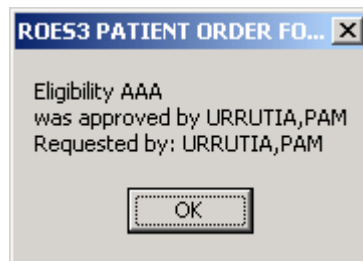 ROES3 PATIENT ORDER FO...
Eligibility AAA
was approved by URRUTIA,PAM
Requested by: URRUTIA,PAM
OK